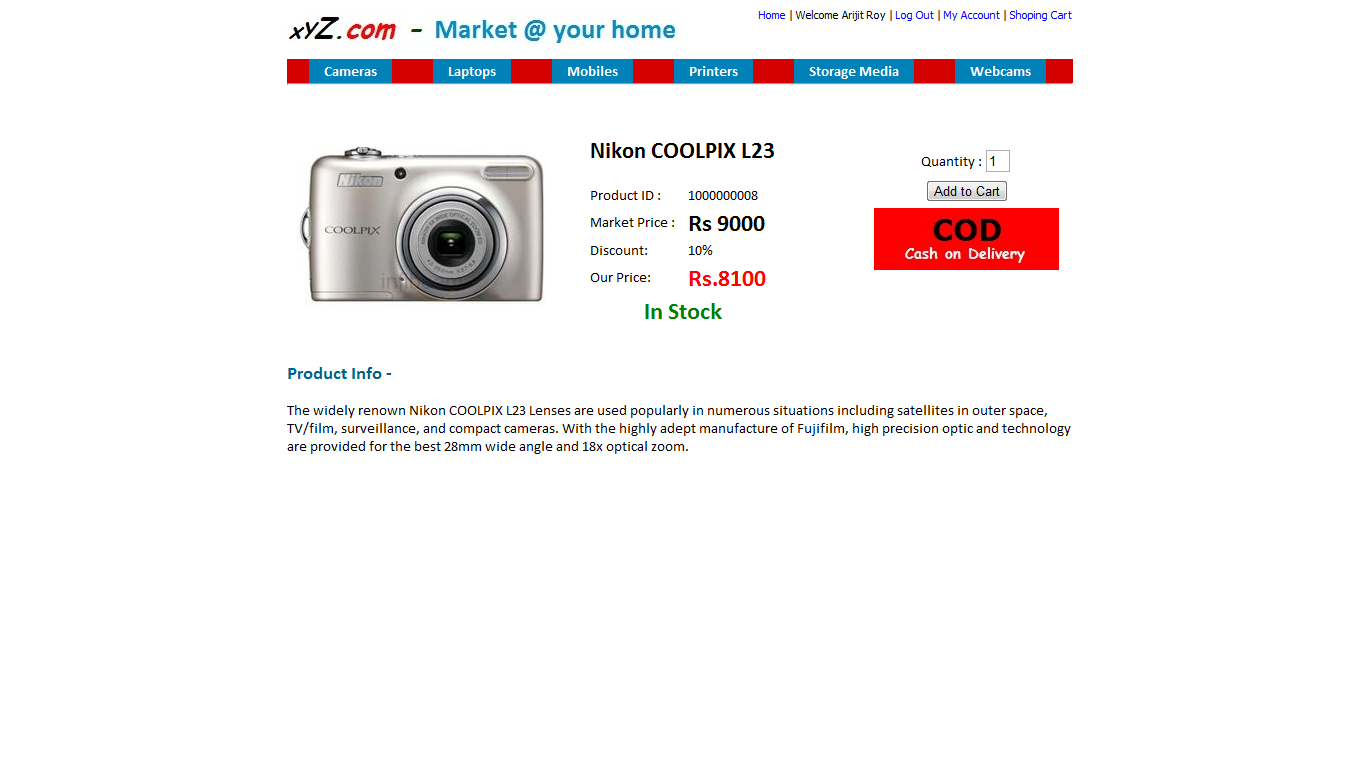 xyZ.com - Market @ your home
Home | Welcome Arijit Roy | Log Out | My Account | Shoping Cart
Cameras Laptops Mobiles Printers Storage Media Webcams
Nikon
COOLPIX
Nikon COOLPIX L23
Product ID : 1000000008
Market Price : Rs 9000
Discount: 10%
Our Price: Rs.8100
In Stock
Quantity : 1
Add to Cart
COD
Cash on Delivery
Product Info -
The widely renown Nikon COOLPIX L23 Lenses are used popularly in numerous situations including satellites in outer space,
TV/film, surveillance, and compact cameras. With the highly adept manufacture of Fujifilm, high precision optic and technology
are provided for the best 28mm wide angle and 18x optical zoom.